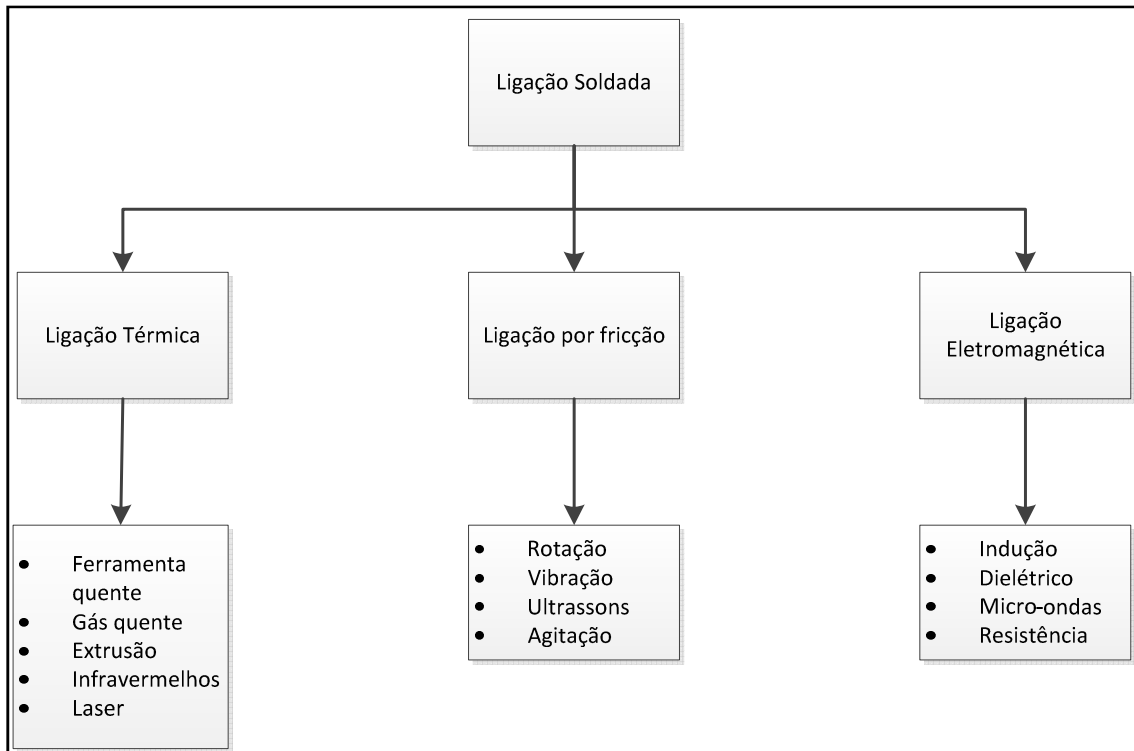 Ligação Soldada
Ligação Térmica
Ligação por fricção
Ligação
Eletromagnética
• Ferramenta
quente
• Gás quente
• Extrusão
• Infravermelhos
• Laser
• Rotação
• Vibração
• Ultrassons
• Agitação
• Indução
• Dielétrico
• Micro-ondas
• Resistência